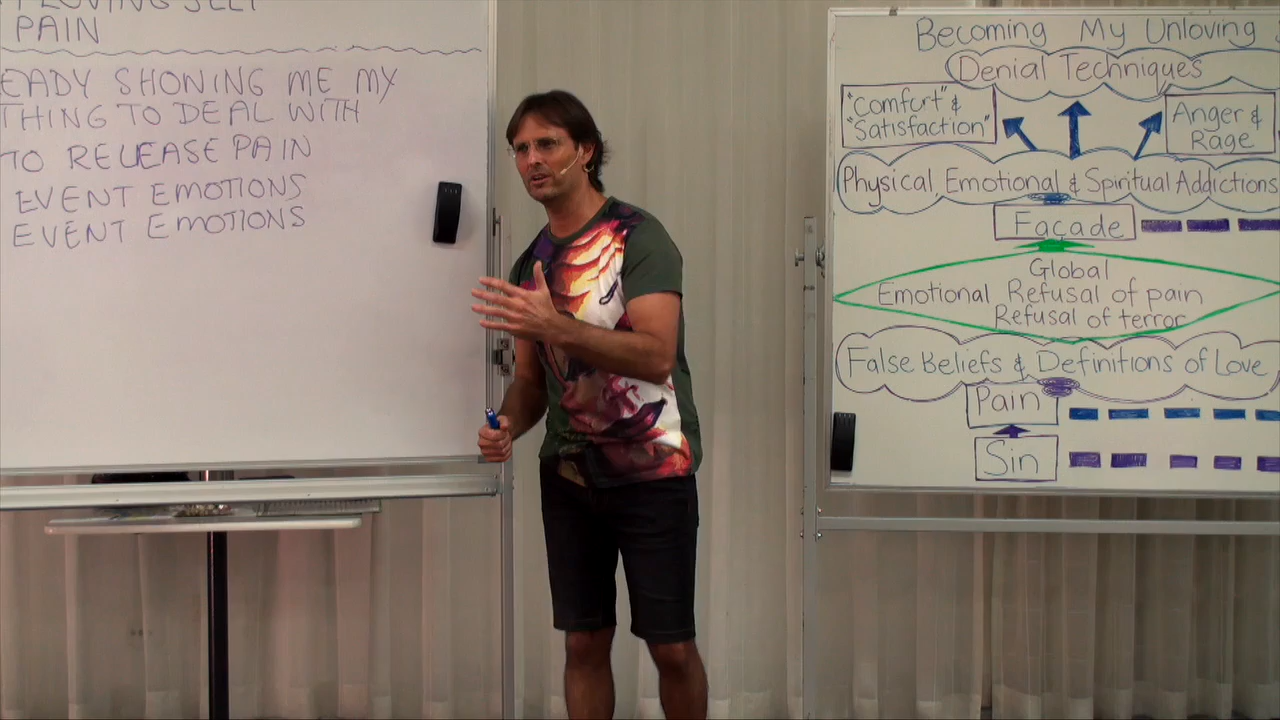 PAIN
EADY SHOWING ME MY
THING TO DEAL WITH
TO RELEASE PAIN
EVENT EMOTIONS
EVENT EMOTIONS
Becoming My Unloving
Denial Techniques
"Comfort" &
"Satisfaction"
Anger &
Rage
Physical, Emotional & Spiritual Addictions
Façade
Global
Emotional Refusal of pain
Refusal of terror
False Beliefs & Definitions of Love
Pain
Sin